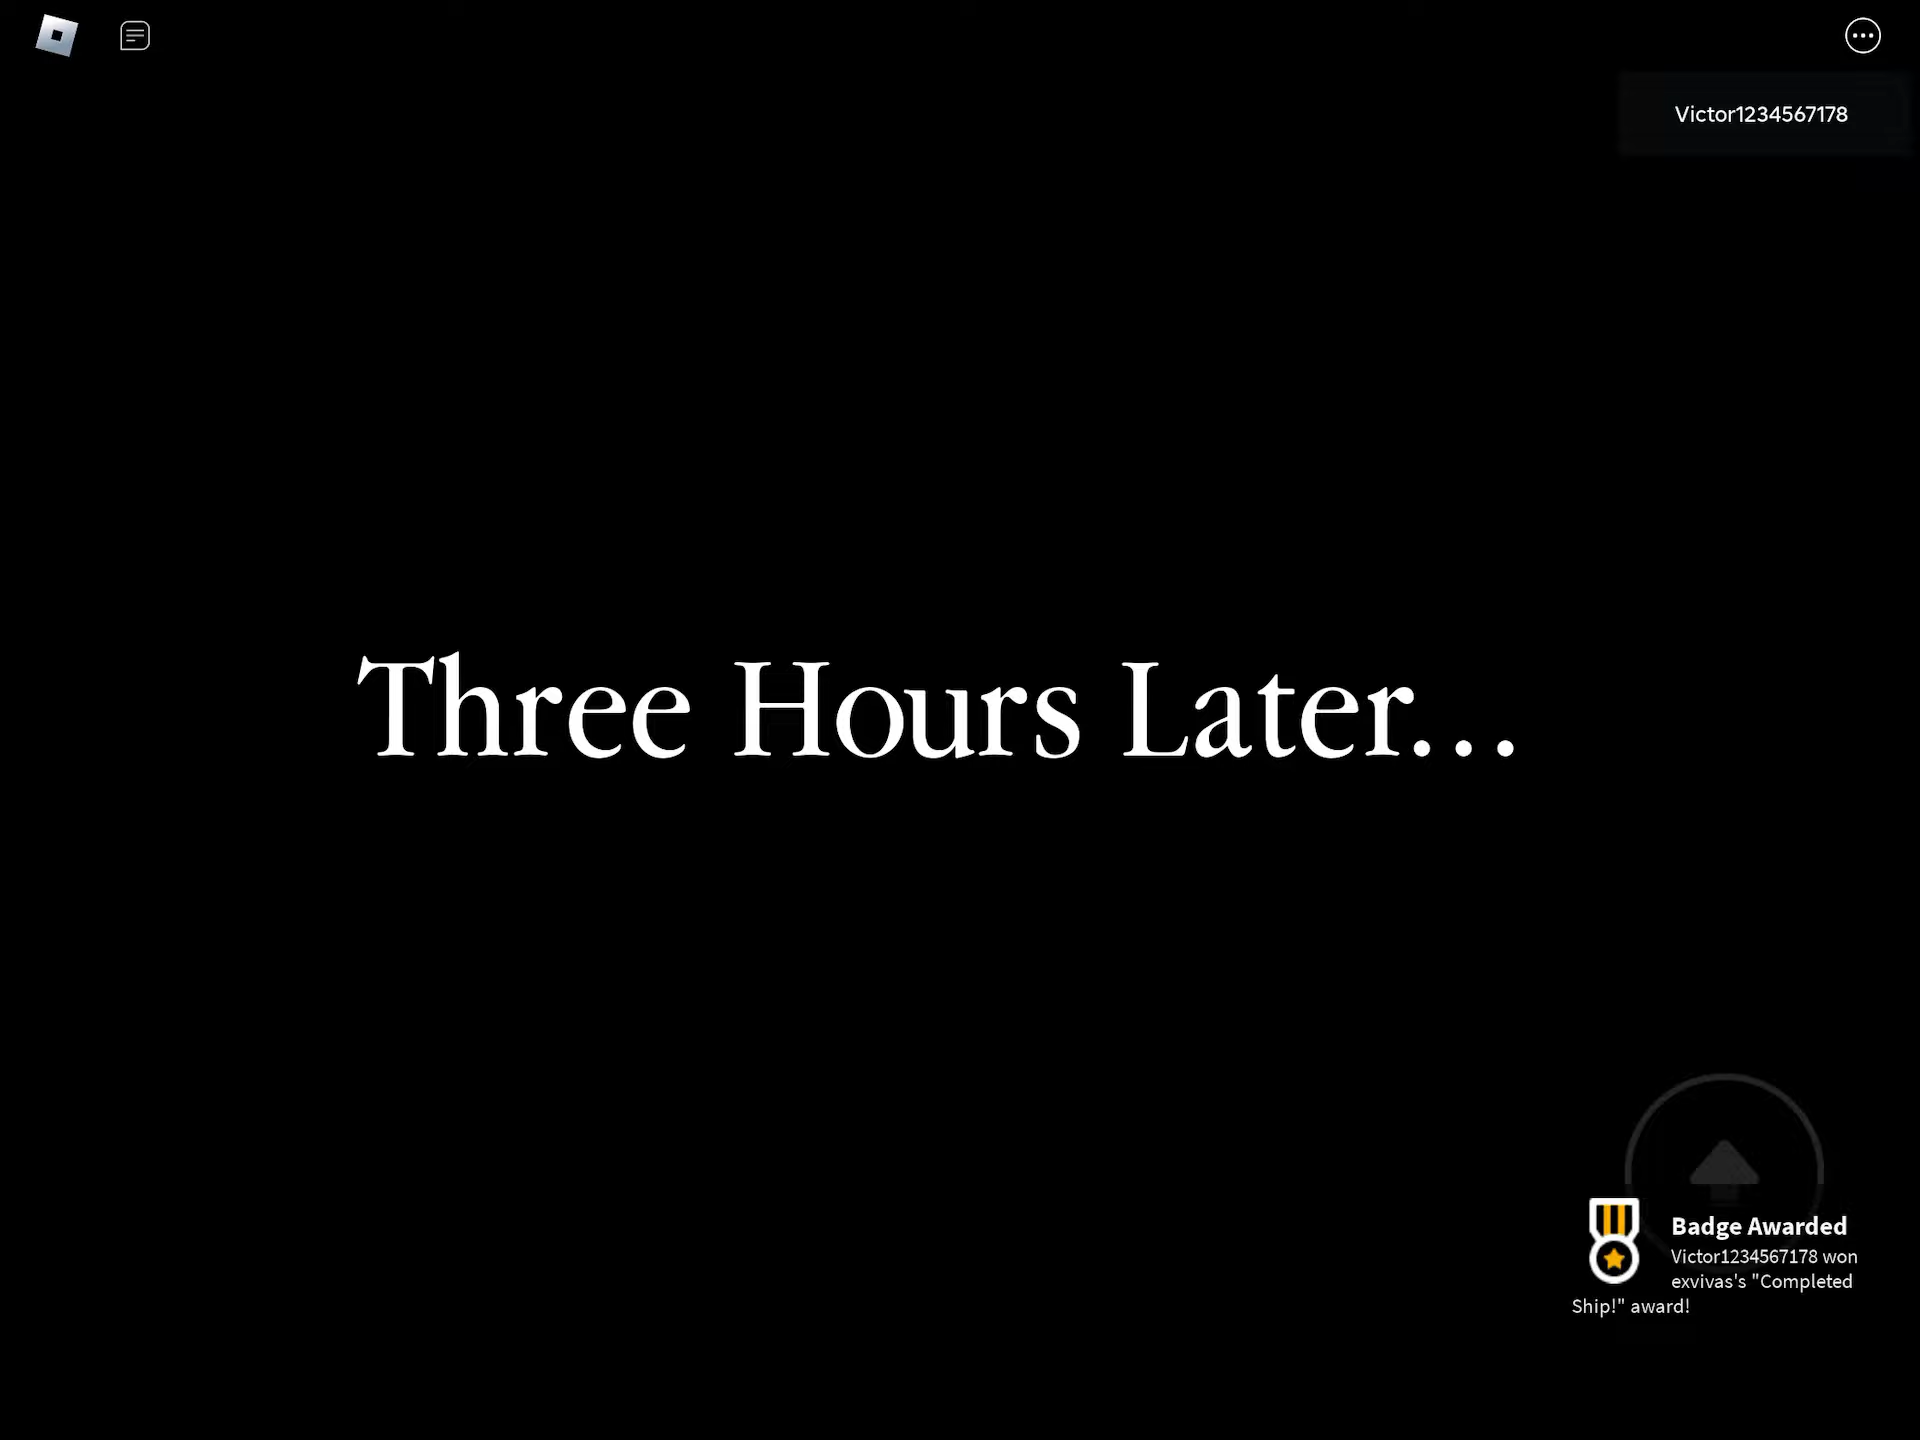 Victor1234567178
Three Hours Later...
Badge Awarded
Victor1234567178 won
exvivas's "Completed
Ship!" award!